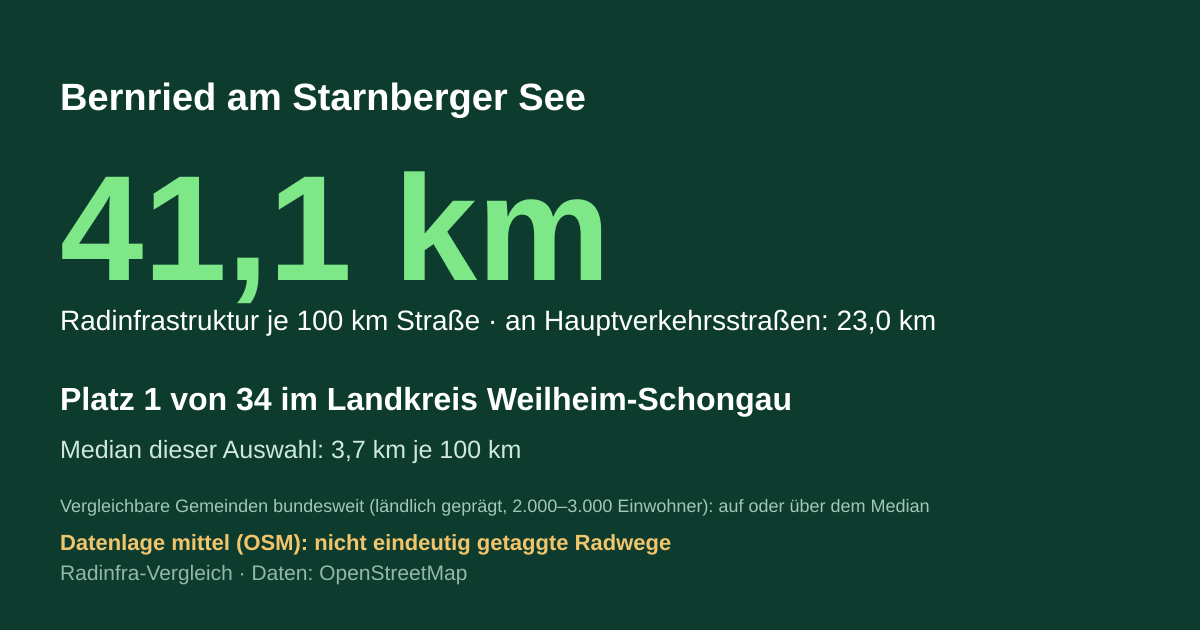 Bernried am Starnberger See
41,1 km
Radinfrastruktur je 100 km Straße · an Hauptverkehrsstraßen: 23,0 km
Platz 1 von 34 im Landkreis Weilheim-Schongau
Median dieser Auswahl: 3,7 km je 100 km
Vergleichbare Gemeinden bundesweit (ländlich geprägt, 2.000–3.000 Einwohner): auf oder über dem Median
Datenlage mittel (OSM): nicht eindeutig getaggte Radwege
Radinfra-Vergleich · Daten: OpenStreetMap